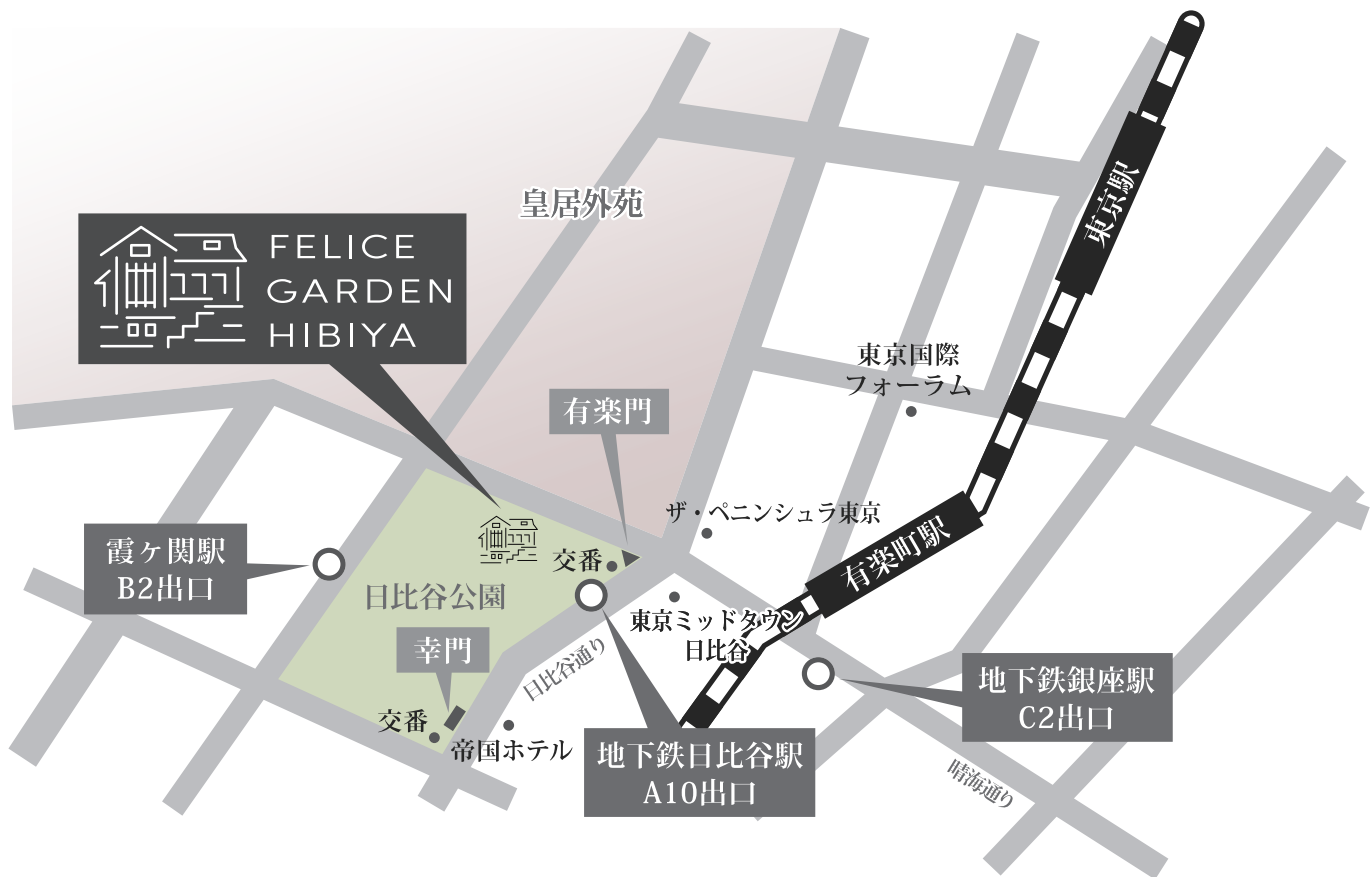 皇居外苑
東京駅
FELICE
GARDEN
HIBIYA
東京国際
フォーラム
有楽門
ザ・ペニンシュラ東京
霞ヶ関駅
B2出口
交番
有楽町駅
日比谷公園
東京ミッドタウン
日比谷
幸門
日比谷通り
地下鉄銀座駅
C2出口
交番
帝国ホテル
地下鉄日比谷駅
A10出口
晴海通り